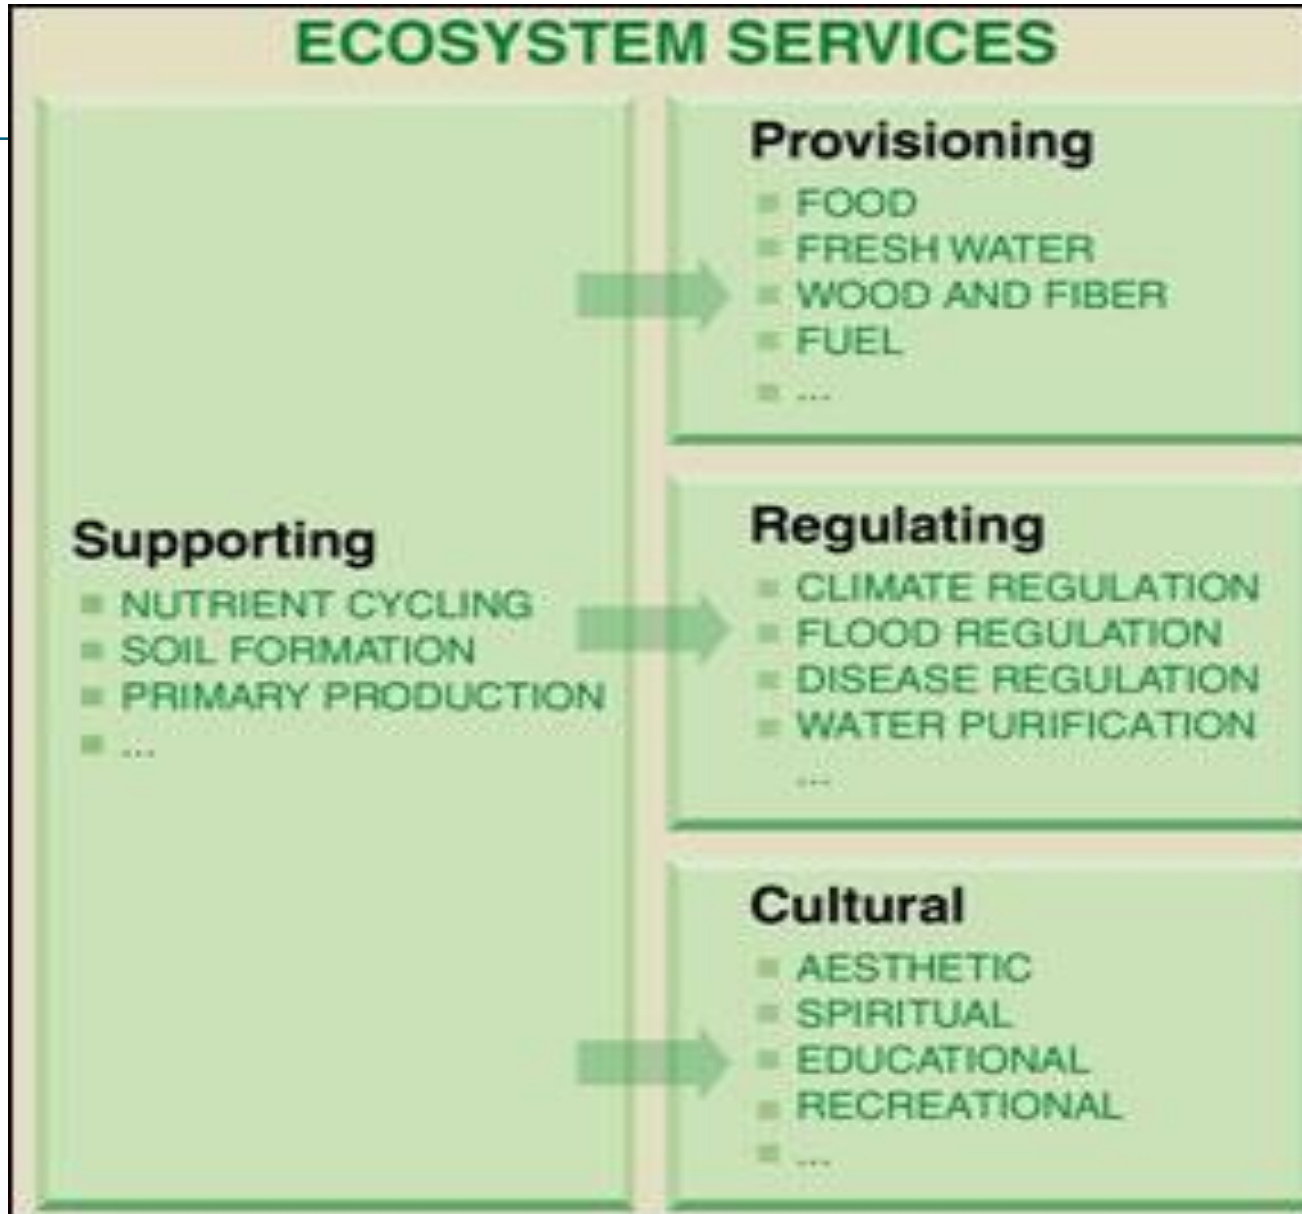 ECOSYSTEM SERVICES
Supporting
NUTRIENT CYCLING
SOIL FORMATION
PRIMARY PRODUCTION
...
Provisioning
FOOD
FRESH WATER
WOOD AND FIBER
FUEL
...
Regulating
CLIMATE REGULATION
FLOOD REGULATION
DISEASE REGULATION
WATER PURIFICATION
...
Cultural
AESTHETIC
SPIRITUAL
EDUCATIONAL
RECREATIONAL
...